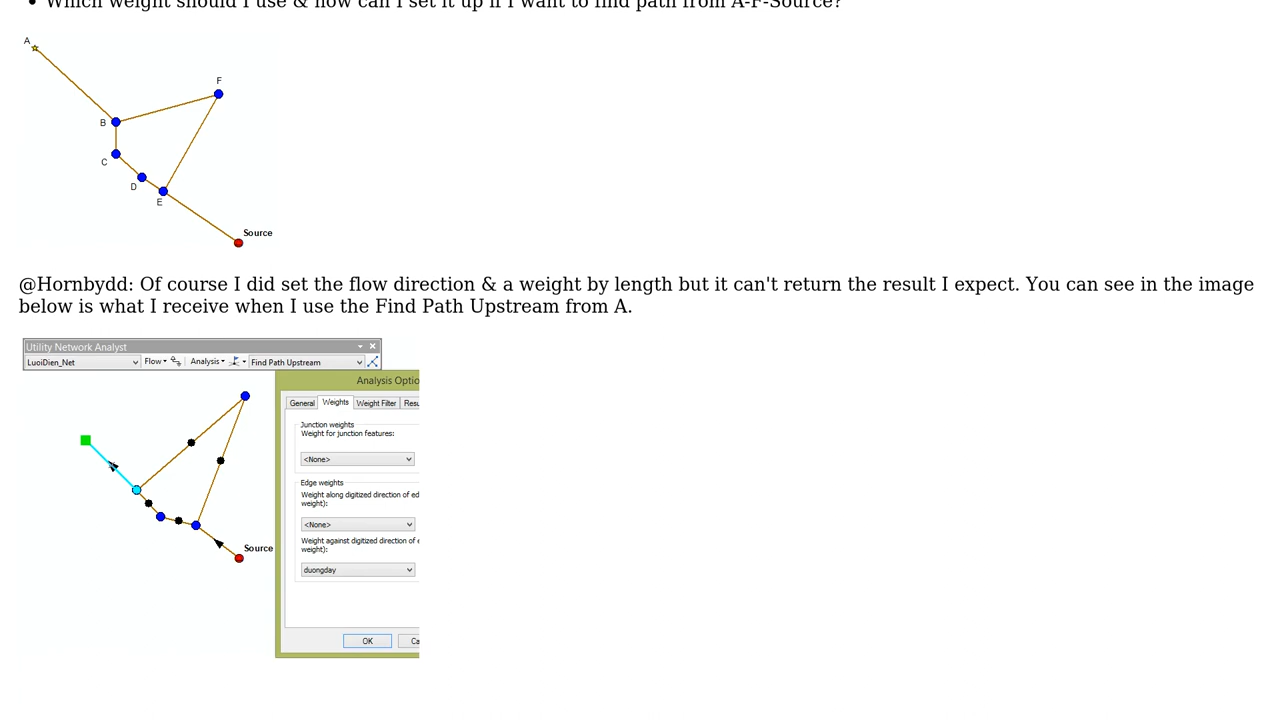 • Which weight should I use & how can I set it up if I want to find path from A-F-Source?
A
F
B
C
D
E
Source
@Hornbydd: Of course I did set the flow direction & a weight by length but it can't return the result I expect. You can see in the image
below is what I receive when I use the Find Path Upstream from A.
Utility Network Analyst
LuoiDien_Net Flow Analysis Find Path Upstream
Analysis Optio
General Weights Weight Filter Resu
Junction weights
Weight for junction features:
<None>
Edge weights
Weight along digitized direction of ed
weight):
<None>
Weight against digitized direction of e
weight):
Source
duongday
OK Ca